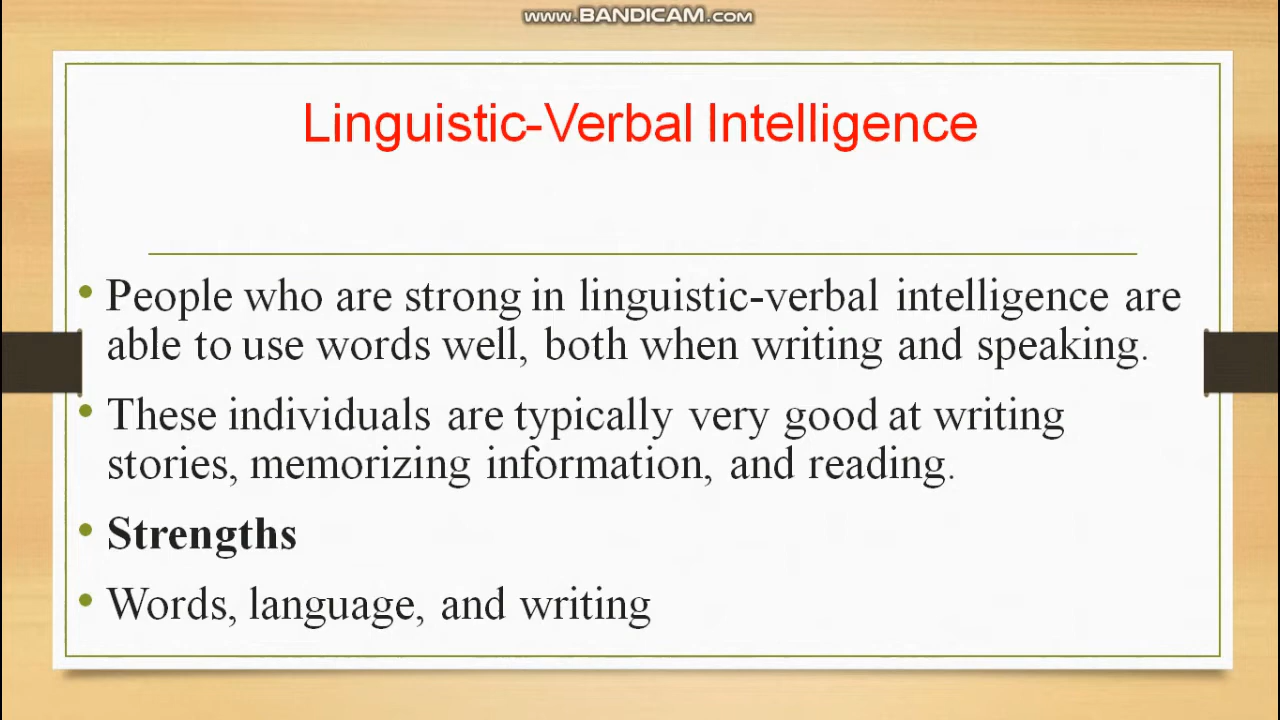 www.BANDICAM.com
Linguistic-Verbal Intelligence
• People who are strong in linguistic-verbal intelligence are
able to use words well, both when writing and speaking.
• These individuals are typically very good at writing
stories, memorizing information, and reading.
• Strengths
• Words, language, and writing